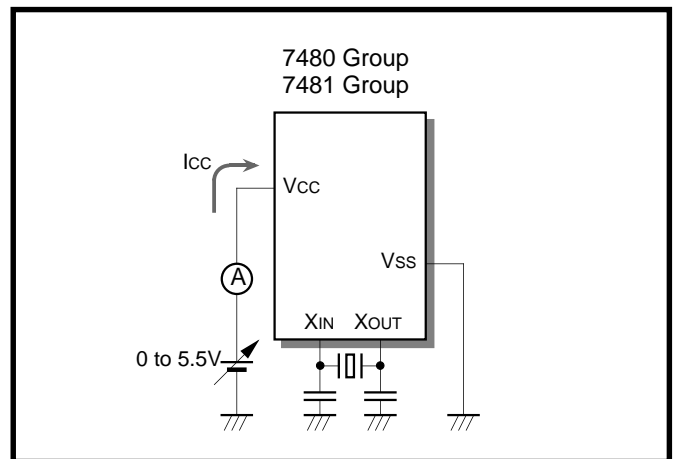 7480 Group
7481 Group
Icc
Vcc
A
Vss
XIN XOUT
0 to 5.5V